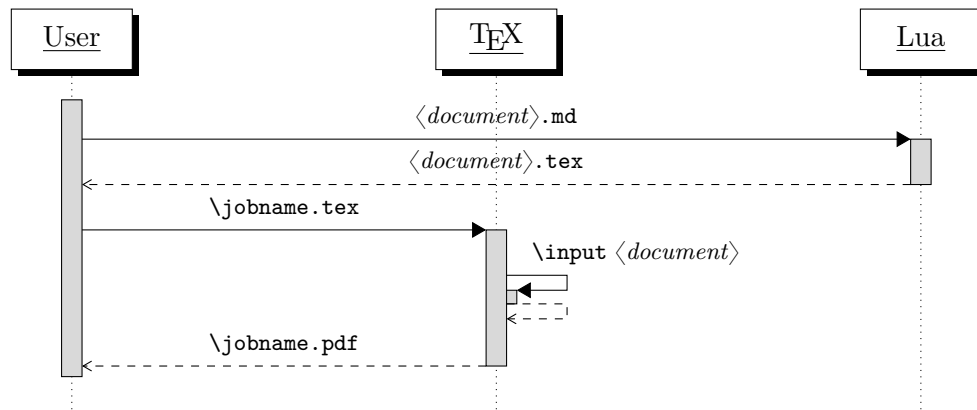 User
TEX
Lua
⟨document⟩.md
⟨document⟩.tex
\jobname.tex
\input ⟨document⟩
\jobname.pdf